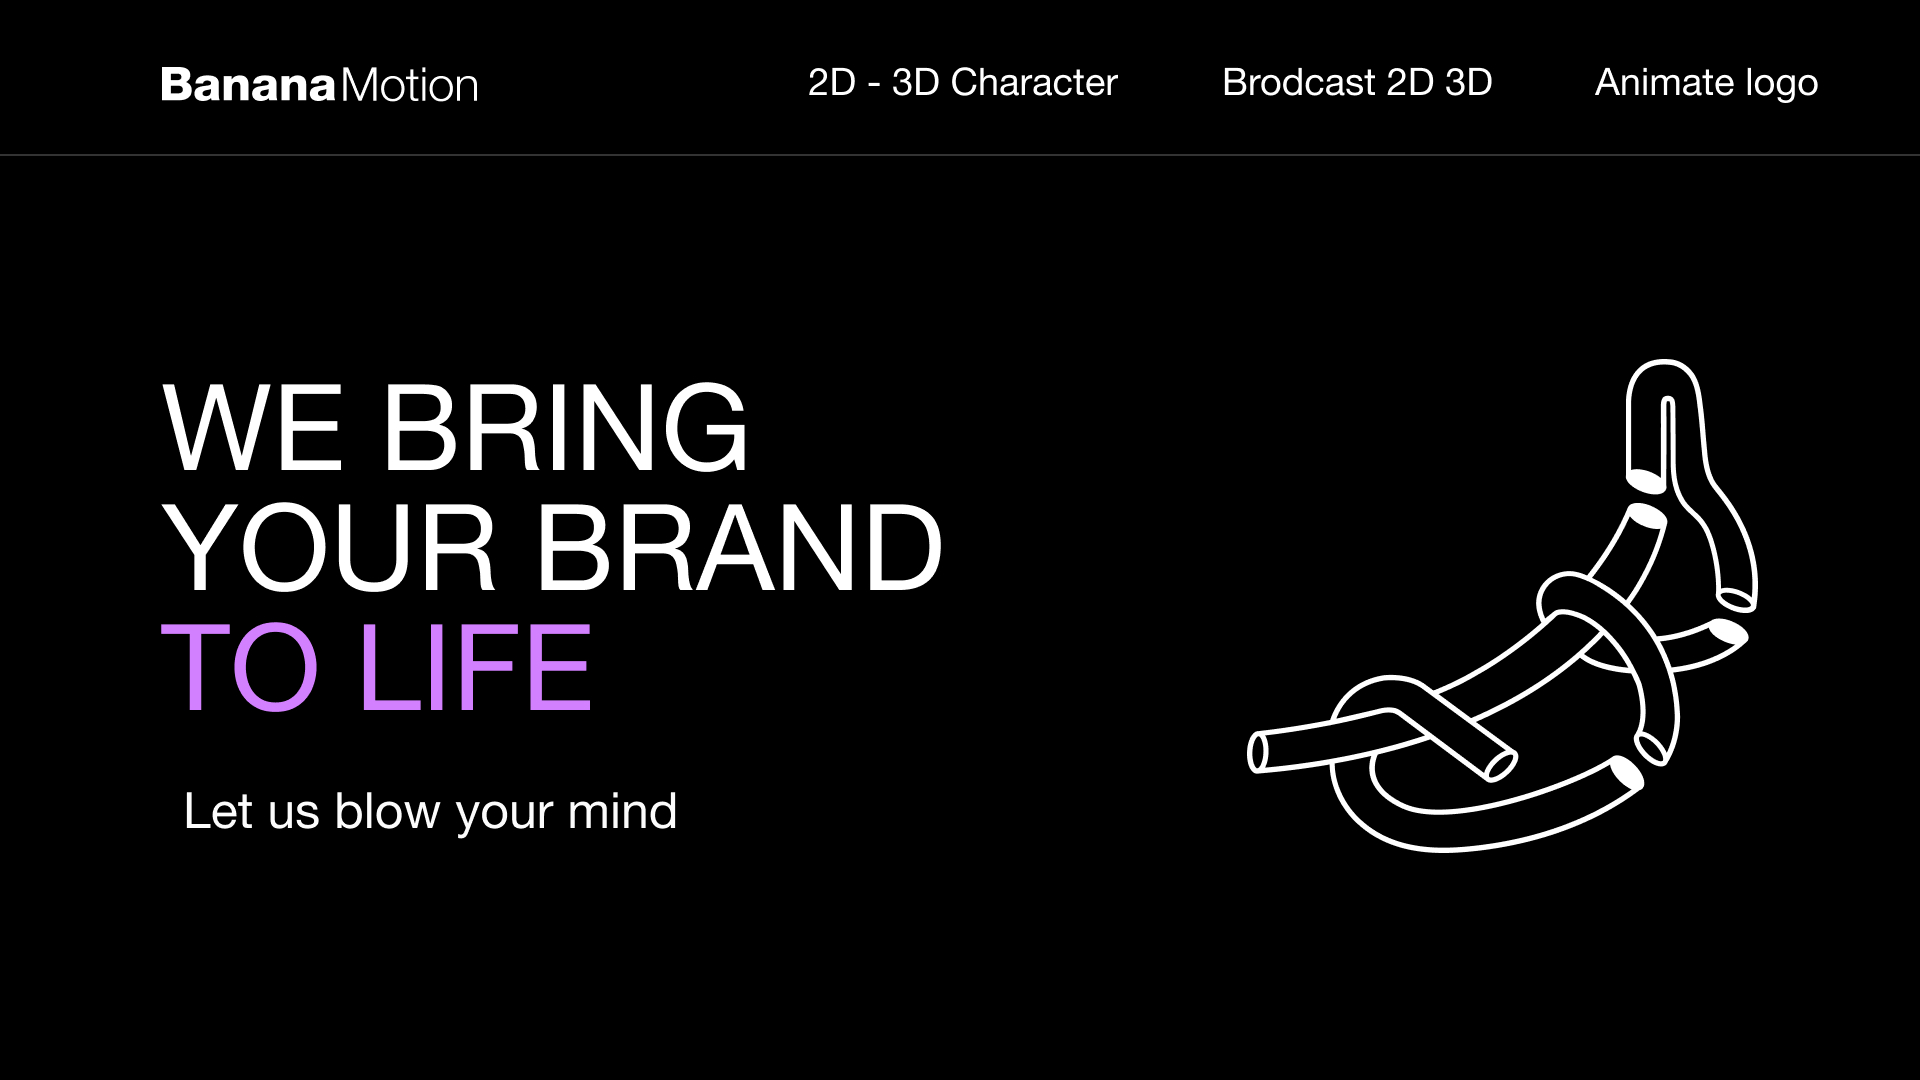 BananaMotion
2D - 3D Character
Brodcast 2D 3D
Animate logo
WE BRING
YOUR BRAND
TO LIFE
Let us blow your mind